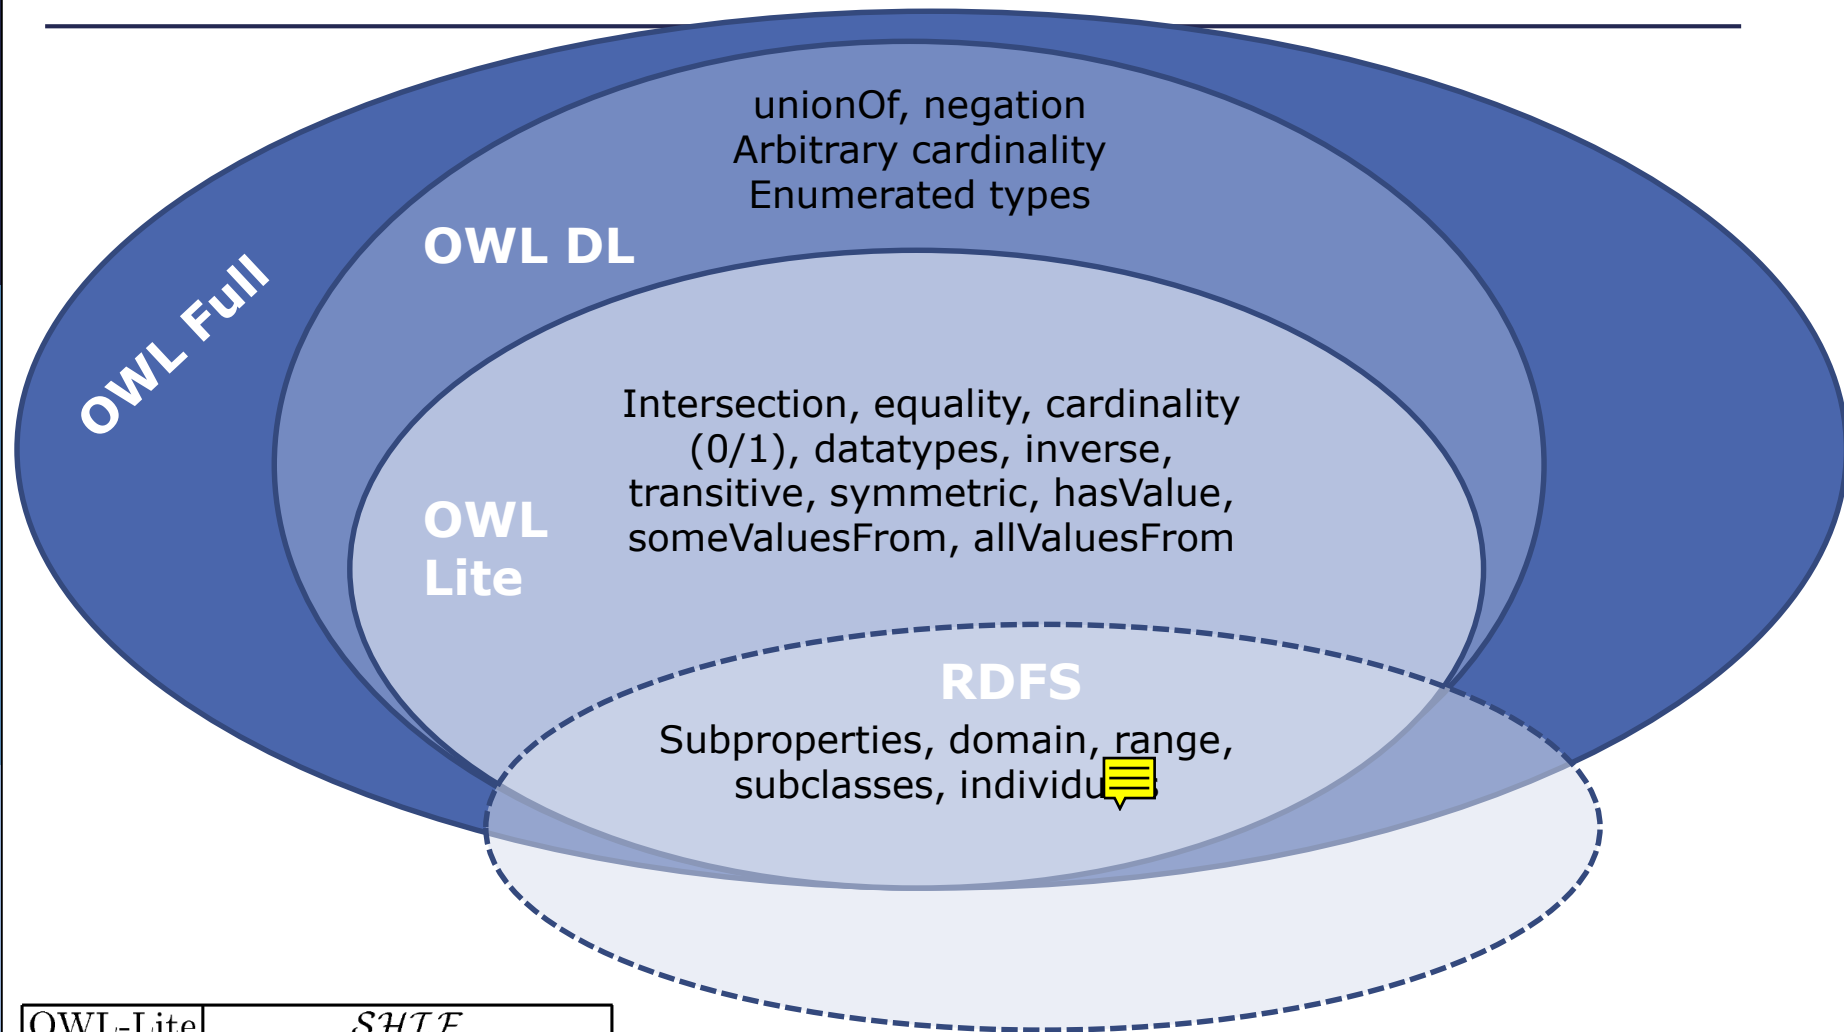 unionOf, negation
Arbitrary cardinality
Enumerated types
OWL DL
OWL Full
Intersection, equality, cardinality
(0/1), datatypes, inverse,
transitive, symmetric, hasValue,
someValuesFrom, allValuesFrom
OWL
Lite
RDFS
Subproperties, domain, range,
subclasses,
OWL-Lite SHIF